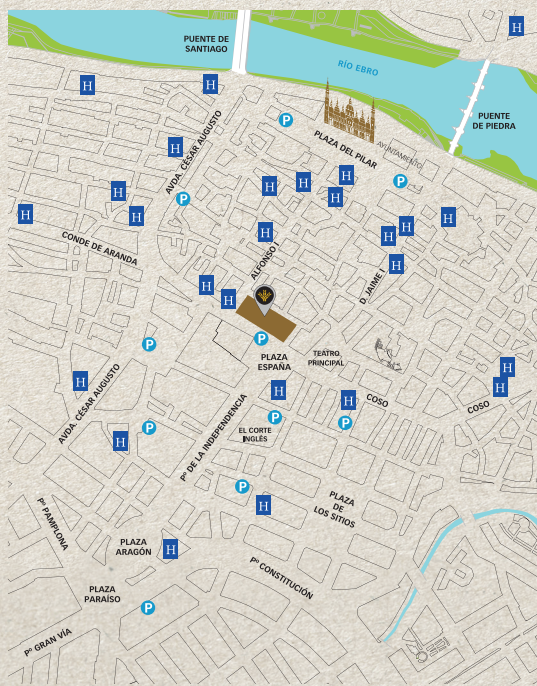 H
PUENTE DE
SANTIAGO
RÍO EBRO
H
H
PUENTE
DE PIEDRA
P
AVDA. CÉSAR AUGUSTO
PLAZA DEL PILAR
AYUNTAMIENTO
H
H
H
H
P
H
H
P
H
H
H
H
H
H
H
CONDE DE ARANDA
ALFONSO I
D. JAIME I
H
H
H
P
P
PLAZA
ESPAÑA
TEATRO
PRINCIPAL
H
H
H
AVDA. CÉSAR AUGUSTO
H
H
COSO
COSO
Pº DE LA INDEPENDENCIA
P
P
P
EL CORTE
INGLÉS
H
P
H
PLAZA
DE
LOS SITIOS
Pº PAMPLONA
PLAZA
ARAGÓN
H
Pº CONSTITUCIÓN
PLAZA
PARAÍSO
P
Pº GRAN VÍA